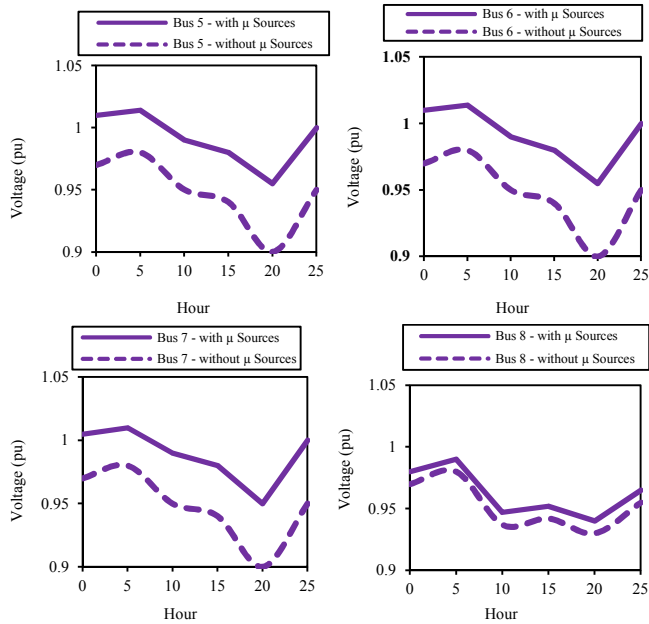 Bus 5 - with µ Sources
Bus 5 - without µ Sources
1.05
1
0.95
0.9
Voltage (pu)
0 5 10 15 20 25
Hour
Bus 6 - with µ Sources
Bus 6 - without µ Sources
1.05
1
0.95
0.9
Voltage (pu)
0 5 10 15 20 25
Hour
Bus 7 - with µ Sources
Bus 7 - without µ Sources
1.05
1
0.95
0.9
Voltage (pu)
0 5 10 15 20 25
Hour
Bus 8 - with µ Sources
Bus 8 - without µ Sources
1.05
1
0.95
0.9
Voltage (pu)
0 5 10 15 20 25
Hour